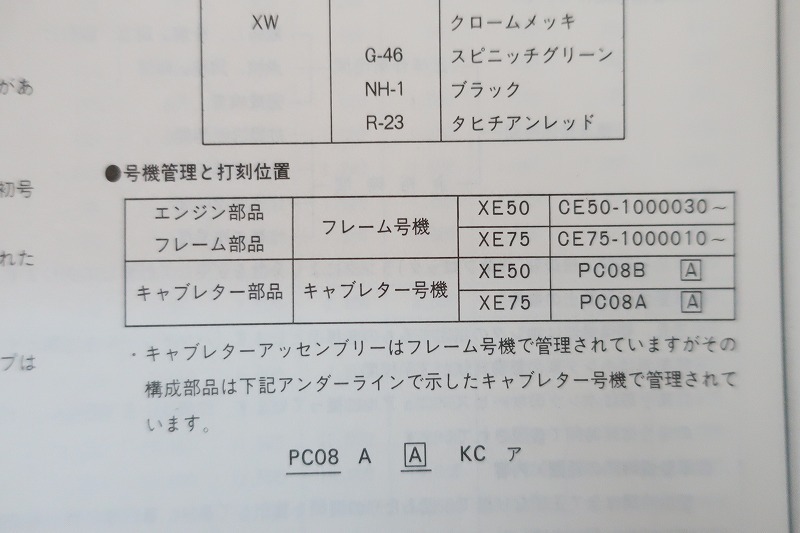 XW クロームメッキ
G-46 スピニッチグリーン
があ
NH-1 ブラック
R-23 タヒチアンレッド
●号機管理と打刻位置
初号
エンジン部品 フレーム号機 XE50 CE50-1000030～
フレーム部品 XE75 CE75-1000010～
れた
キャブレター部品 キャブレター号機 XE50 PC08B A
XE75 PC08A A
・キャブレターアッセンブリーはフレーム号機で管理されていますがその
プは
構成部品は下記アンダーラインで示したキャブレター号機で管理されて
います。
PC08 A A KC ア